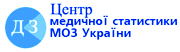 ДЗ
Центр
медичної статистики
МОЗ України